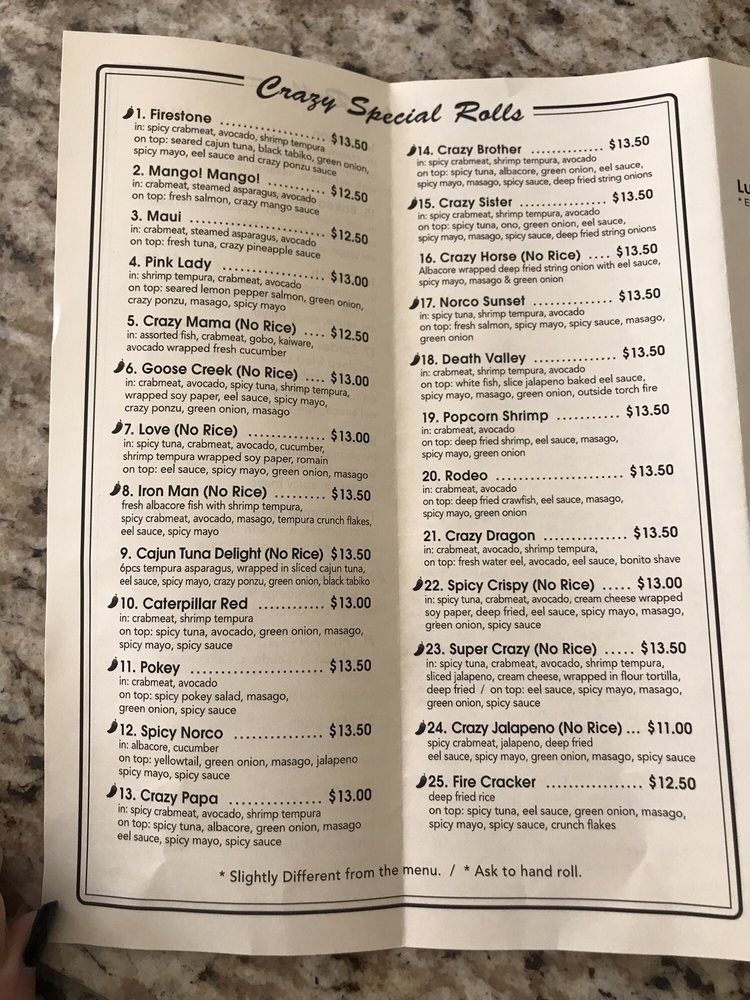 Crazy Special Rolls
1. Firestone .................. $13.50
in: spicy crabmeat, avocado, shrimp tempura
on top: seared cajun tuna, black tabiko, green onion,
spicy mayo, eel sauce and crazy ponzu sauce
2. Mango! Mango! .......... $12.50
in: crabmeat, steamed asparagus, avocado
on top: fresh salmon, crazy mango sauce
3. Maui ........................ $12.50
in: crabmeat, steamed asparagus, avocado
on top: fresh tuna, crazy pineapple sauce
4. Pink Lady .................. $13.00
in: shrimp tempura, crabmeat, avocado
on top: seared lemon pepper salmon, green onion,
crazy ponzu, masago, spicy mayo
5. Crazy Mama (No Rice) .... $12.50
in: assorted fish, crabmeat, gobo, kaiware,
avocado wrapped fresh cucumber
6. Goose Creek (No Rice) .... $13.00
in: crabmeat, avocado, spicy tuna, shrimp tempura,
wrapped soy paper, eel sauce, spicy mayo,
crazy ponzu, green onion, masago
7. Love (No Rice) .............. $13.00
in: spicy tuna, crabmeat, avocado, cucumber,
shrimp tempura wrapped soy paper, romain
on top: eel sauce, spicy mayo, green onion, masago
8. Iron Man (No Rice) .......... $13.50
fresh albacore fish with shrimp tempura,
spicy crabmeat, avocado, masago, tempura crunch flakes,
eel sauce, spicy mayo
9. Cajun Tuna Delight (No Rice) $13.50
6pcs tempura asparagus, wrapped in sliced cajun tuna,
eel sauce, spicy mayo, crazy ponzu, green onion, black tabiko
10. Caterpillar Red ............ $13.00
in: crabmeat, shrimp tempura
on top: spicy tuna, avocado, green onion, masago,
spicy mayo, spicy sauce
11. Pokey ........................ $13.50
in: crabmeat, avocado
on top: spicy pokey salad, masago,
green onion, spicy sauce
12. Spicy Norco ................ $13.50
in: albacore, cucumber
on top: yellowtail, green onion, masago, jalapeno
spicy mayo, spicy sauce
13. Crazy Papa ................ $13.00
in: spicy crabmeat, avocado, shrimp tempura
on top: spicy tuna, albacore, green onion, masago
eel sauce, spicy mayo, spicy sauce
14. Crazy Brother .............. $13.50
in: spicy crabmeat, shrimp tempura, avocado
on top: spicy tuna, albacore, green onion, eel sauce,
spicy mayo, masago, spicy sauce, deep fried string onions
15. Crazy Sister ................ $13.50
in: spicy crabmeat, shrimp tempura, avocado
on top: spicy tuna, ono, green onion, eel sauce,
spicy mayo, masago, spicy sauce, deep fried string onions
16. Crazy Horse (No Rice) .... $13.50
Albacore wrapped deep fried string onion with eel sauce,
spicy mayo, masago & green onion
17. Norco Sunset .............. $13.50
in: spicy tuna, shrimp tempura, avocado
on top: fresh salmon, spicy mayo, spicy sauce, masago,
green onion
18. Death Valley .............. $13.50
in: crabmeat, shrimp tempura, avocado
on top: white fish, slice jalapeno baked eel sauce,
spicy mayo, masago, green onion, outside torch fire
19. Popcorn Shrimp ........... $13.50
in: crabmeat, avocado
on top: deep fried shrimp, eel sauce, masago,
spicy mayo, green onion
20. Rodeo ...................... $13.50
in: crabmeat, avocado
on top: deep fried crawfish, eel sauce, masago,
spicy mayo, green onion
21. Crazy Dragon .............. $13.50
in: crabmeat, avocado, shrimp tempura,
on top: fresh water eel, avocado, eel sauce, bonito shave
22. Spicy Crispy (No Rice) ..... $13.00
in: spicy tuna, crabmeat, avocado, cream cheese wrapped
soy paper, deep fried, eel sauce, spicy mayo, masago,
green onion, spicy sauce
23. Super Crazy (No Rice) ..... $13.50
in: spicy tuna, crabmeat, avocado, shrimp tempura,
sliced jalapeno, cream cheese, wrapped in flour tortilla,
deep fried / on top: eel sauce, spicy mayo, masago,
green onion, spicy sauce
24. Crazy Jalapeno (No Rice) ... $11.00
spicy crabmeat, jalapeno, deep fried
eel sauce, spicy mayo, green onion, masago, spicy sauce
25. Fire Cracker ................ $12.50
deep fried rice
on top: spicy tuna, eel sauce, green onion, masago,
spicy mayo, spicy sauce, crunch flakes
* Slightly Different from the menu. / * Ask to hand roll.